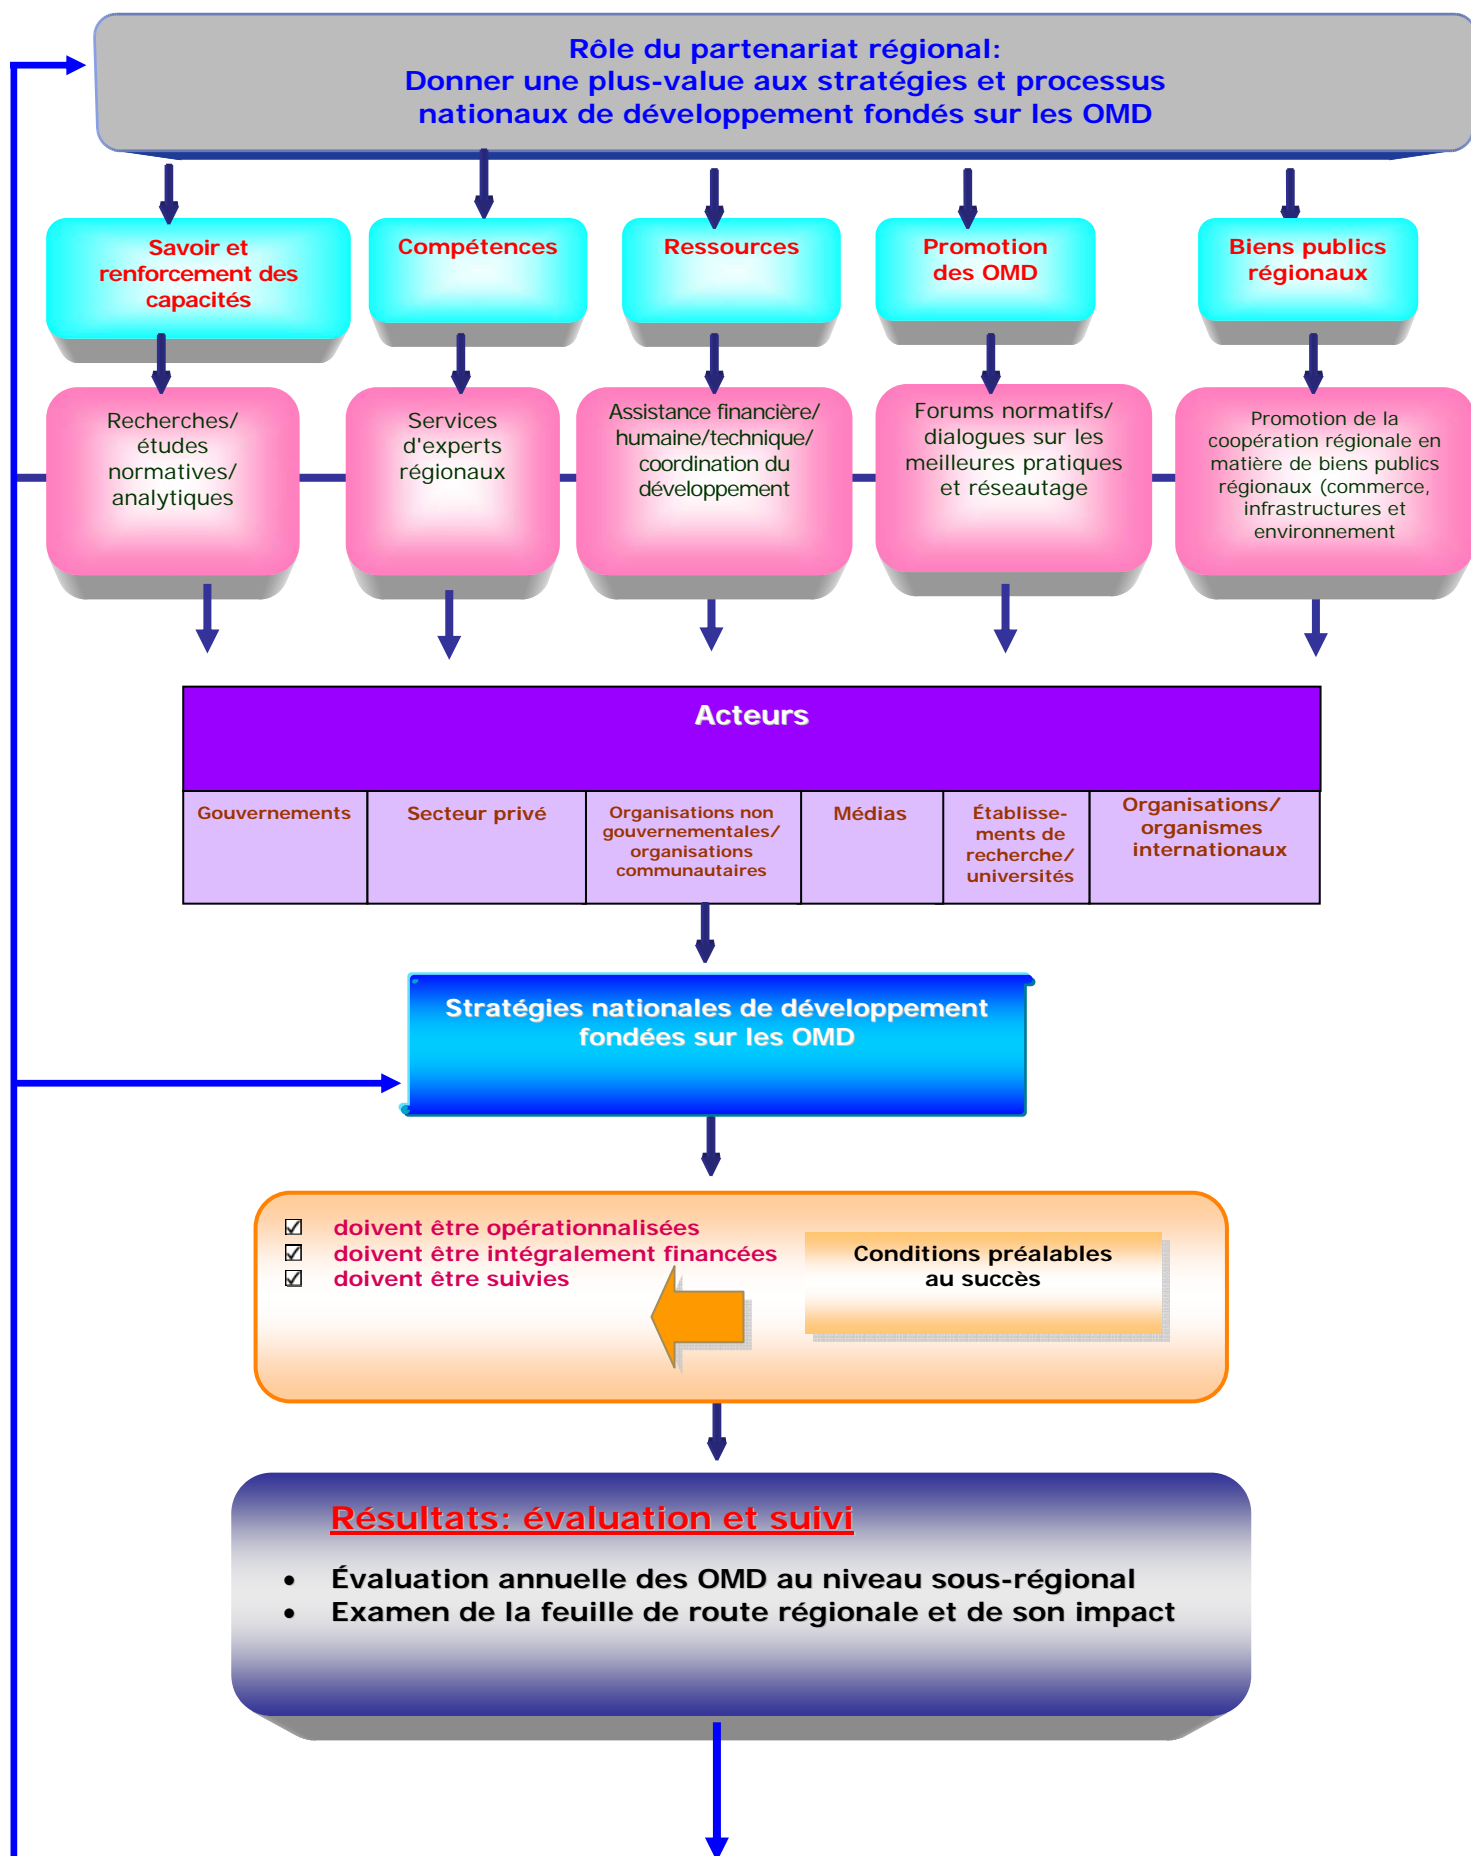 Rôle du partenariat régional:
Donner une plus-value aux stratégies et processus
nationaux de développement fondés sur les OMD
Savoir et
renforcement des
capacités
Compétences
Ressources
Promotion
des OMD
Biens publics
régionaux
Recherches/
études
normatives/
analytiques
Services
d'experts
régionaux
Assistance financière/
humaine/technique/
coordination du
développement
Forums normatifs/
dialogues sur les
meilleures pratiques
et réseautage
Promotion de la
coopération régionale en
matière de biens publics
régionaux (commerce,
infrastructures et
environnement
Acteurs
Gouvernements
Secteur privé
Organisations non
gouvernementales/
organisations
communautaires
Médias
Établisse-
ments de
recherche/
universités
Organisations/
organismes
internationaux
Stratégies nationales de développement
fondées sur les OMD
doivent être opérationnalisées
doivent être intégralement financées
doivent être suivies
Conditions préalables
au succès
Résultats: évaluation et suivi
• Évaluation annuelle des OMD au niveau sous-régional
• Examen de la feuille de route régionale et de son impact